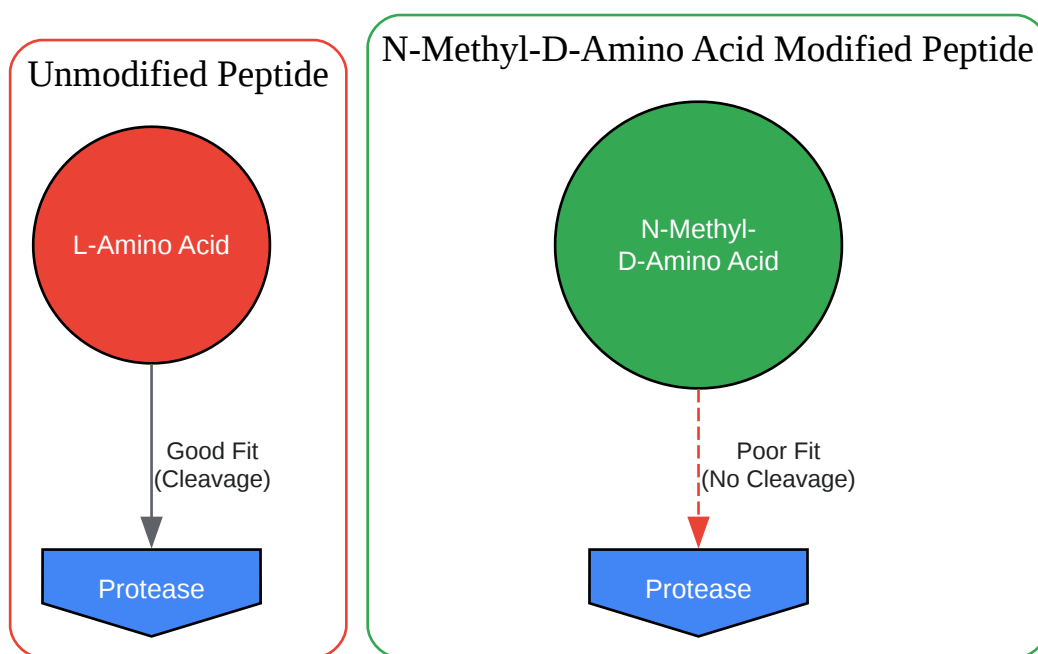 Unmodified Peptide
L-Amino Acid
Good Fit
(Cleavage)
Protease
N-Methyl-D-Amino Acid Modified Peptide
N-Methyl-
D-Amino Acid
Poor Fit
(No Cleavage)
Protease